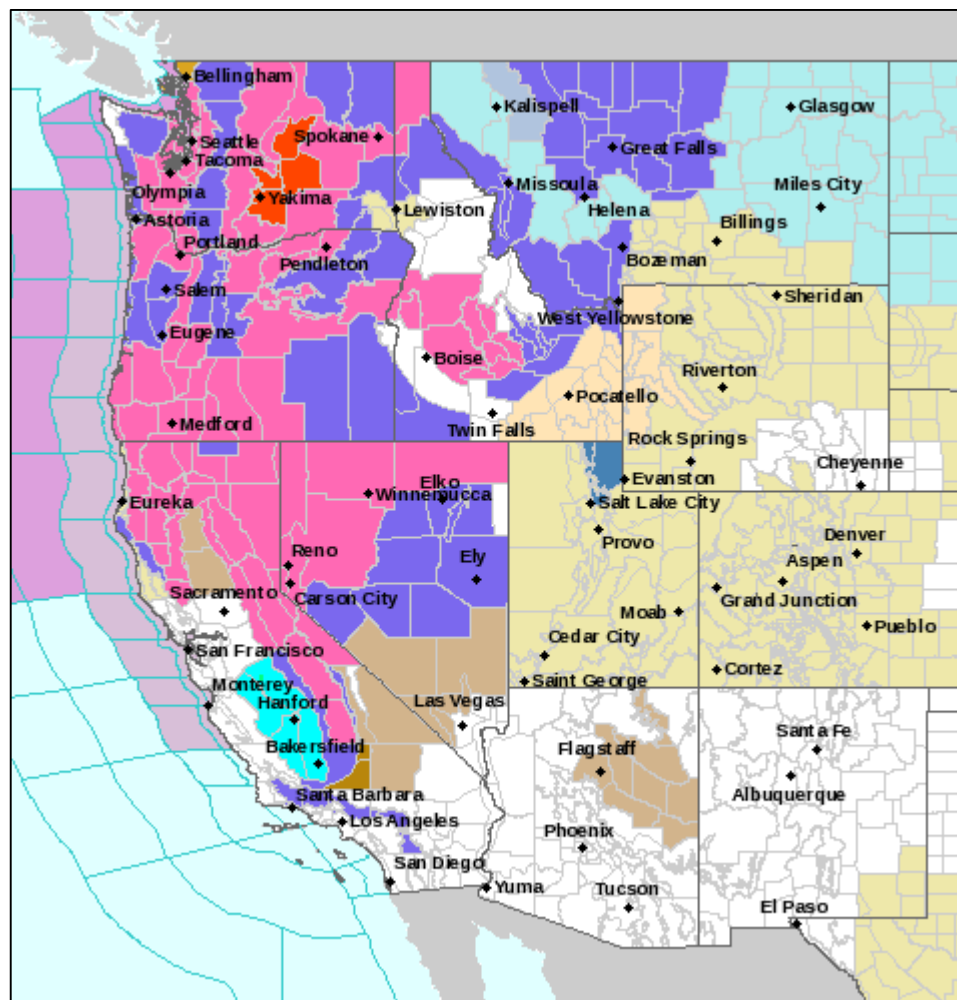 Bellingham
Kalispell
Glasgow
Spokane
Seattle
Great Falls
Tacoma
Missoula
Miles City
Olympia
Yakima
Lewiston
Helena
Astoria
Billings
Portland
Pendleton
Bozeman
Salem
Sheridan
West Yellowstone
Eugene
Boise
Riverton
Pocatello
Medford
Twin Falls
Rock Springs
Cheyenne
Elko
Evanston
Winnemucca
Eureka
Salt Lake City
Provo
Denver
Reno
Ely
Aspen
Carson City
Grand Junction
Sacramento
Moab
Pueblo
Cedar City
San Francisco
Cortez
Saint George
Monterey
Las Vegas
Hanford
Santa Fe
Flagstaff
Bakersfield
Albuquerque
Santa Barbara
Los Angeles
Phoenix
San Diego
Yuma
Tucson
El Paso